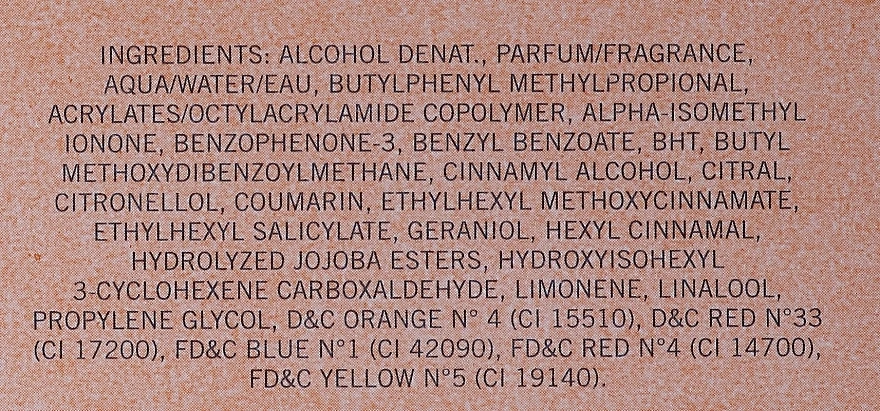 INGREDIENTS: ALCOHOL DENAT., PARFUM/FRAGRANCE,
AQUA/WATER/EAU, BUTYLPHENYL METHYLPROPIONAL,
ACRYLATES/OCTYLACRYLAMIDE COPOLYMER, ALPHA-ISOMETHYL
IONONE, BENZOPHENONE-3, BENZYL BENZOATE, BHT, BUTYL
METHOXYDIBENZOYLMETHANE, CINNAMYL ALCOHOL, CITRAL,
CITRONELLOL, COUMARIN, ETHYLHEXYL METHOXYCINNAMATE,
ETHYLHEXYL SALICYLATE, GERANIOL, HEXYL CINNAMAL,
HYDROLYZED JOJOBA ESTERS, HYDROXYISOHEXYL
3-CYCLOHEXENE CARBOXALDEHYDE, LIMONENE, LINALOOL,
PROPYLENE GLYCOL, D&C ORANGE N° 4 (CI 15510), D&C RED N°33
(CI 17200), FD&C BLUE N°1 (CI 42090), FD&C RED N°4 (CI 14700),
FD&C YELLOW N°5 (CI 19140).